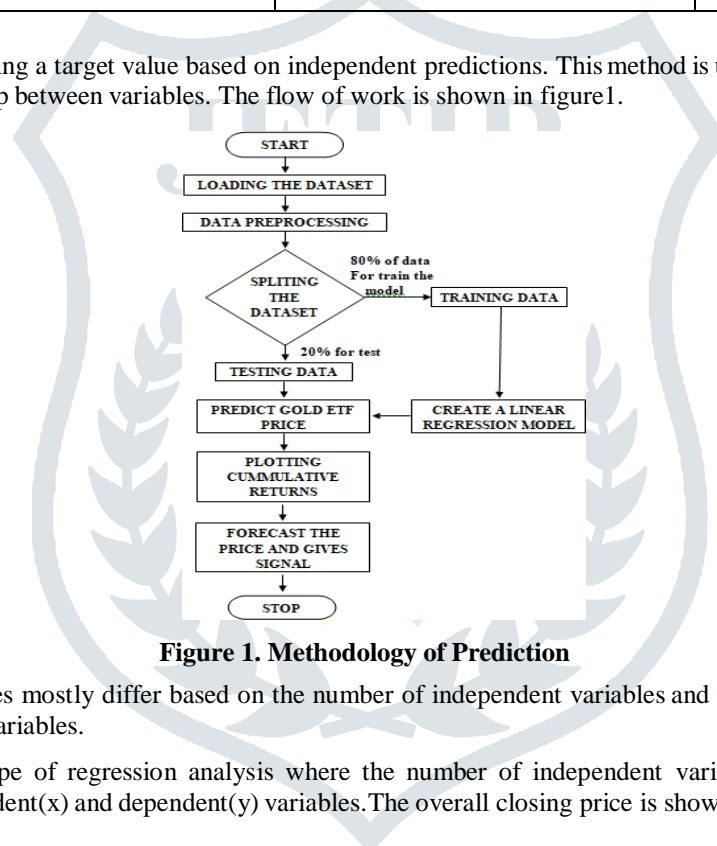 ing a target value based on independent predictions. This method is
between variables. The flow of work is shown in figure1.
START
LOADING THE DATASET
DATA PREPROCESSING
SPLITING
THE
DATASET
80% of data
For train the
model
TRAINING DATA
20% for test
TESTING DATA
PREDICT GOLD ETF
PRICE
CREATE A LINEAR
REGRESSION MODEL
PLOTTING
CUMMULATIVE
RETURNS
FORECAST THE
PRICE AND GIVES
SIGNAL
STOP
Figure 1. Methodology of Prediction
es mostly differ based on the number of independent variables and
ariables.
pe of regression analysis where the number of independent vari
dent(x) and dependent(y) variables.The overall closing price is show